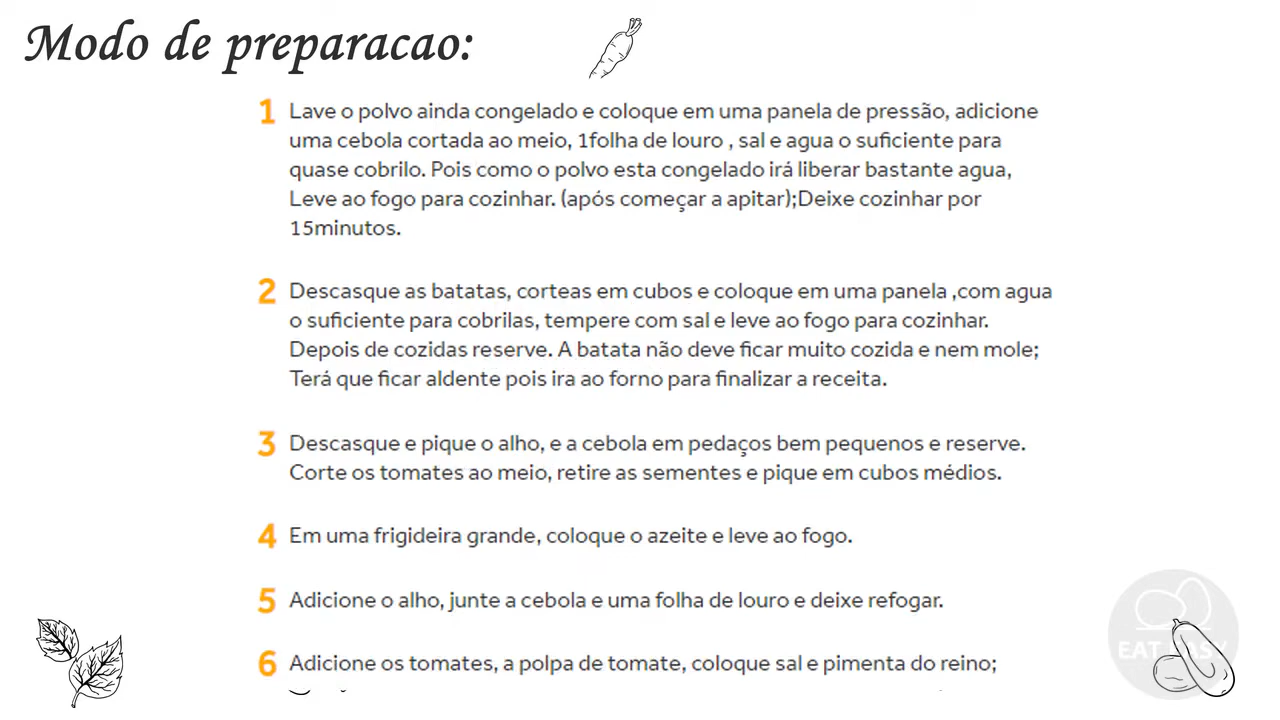 Modo de preparacao:
1 Lave o polvo ainda congelado e coloque em uma panela de pressão, adicione
uma cebola cortada ao meio, 1folha de louro , sal e agua o suficiente para
quase cobrilo. Pois como o polvo esta congelado irá liberar bastante agua,
Leve ao fogo para cozinhar. (após começar a apitar);Deixe cozinhar por
15minutos.
2 Descasque as batatas, corteas em cubos e coloque em uma panela ,com agua
o suficiente para cobrilas, tempere com sal e leve ao fogo para cozinhar.
Depois de cozidas reserve. A batata não deve ficar muito cozida e nem mole;
Terá que ficar aldente pois ira ao forno para finalizar a receita.
3 Descasque e pique o alho, e a cebola em pedaços bem pequenos e reserve.
Corte os tomates ao meio, retire as sementes e pique em cubos médios.
4 Em uma frigideira grande, coloque o azeite e leve ao fogo.
5 Adicione o alho, junte a cebola e uma folha de louro e deixe refogar.
6 Adicione os tomates, a polpa de tomate, coloque sal e pimenta do reino;
EAT EASY